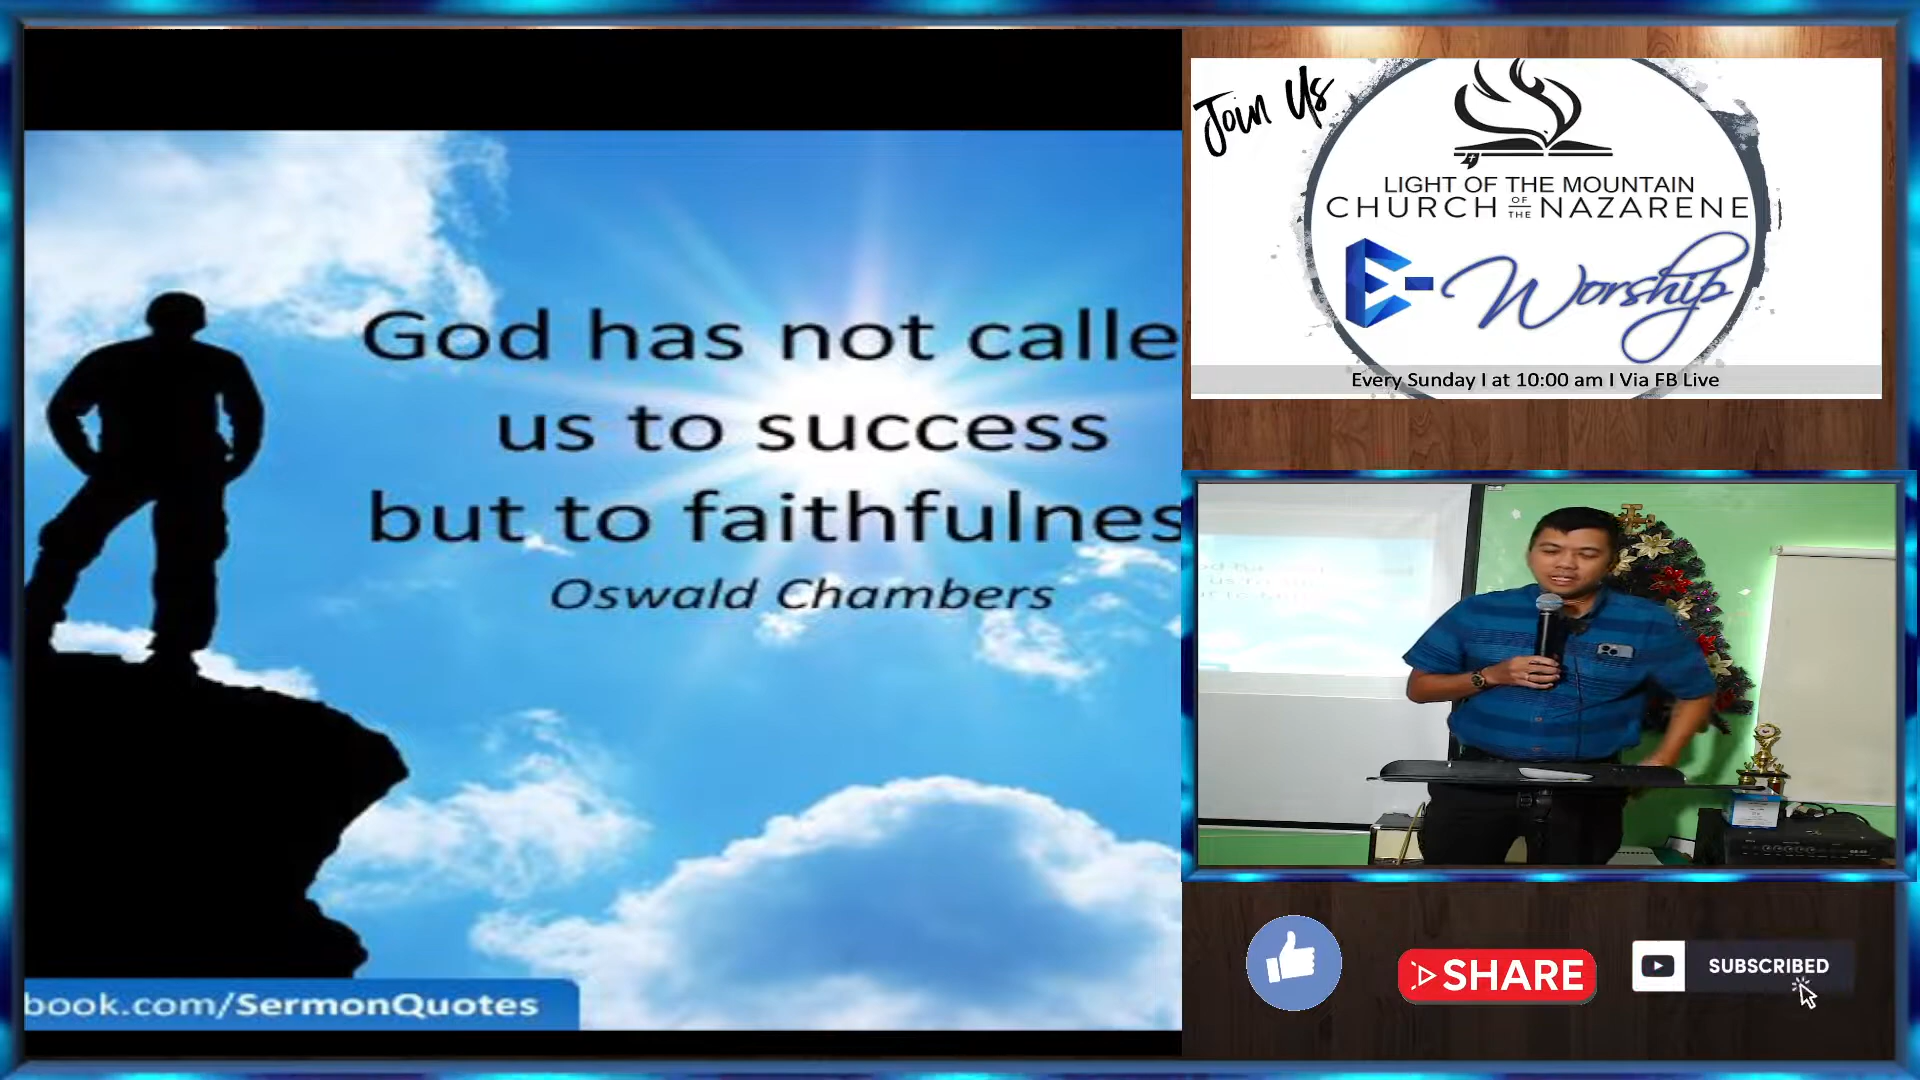 God has not calle
us to success
but to faithfulnes
Oswald Chambers
book.com/SermonQuotes
Join Us
LIGHT OF THE MOUNTAIN
CHURCH OF THE NAZARENE
E-Worship
Every Sunday I at 10:00 am I Via FB Live
SHARE
SUBSCRIBED